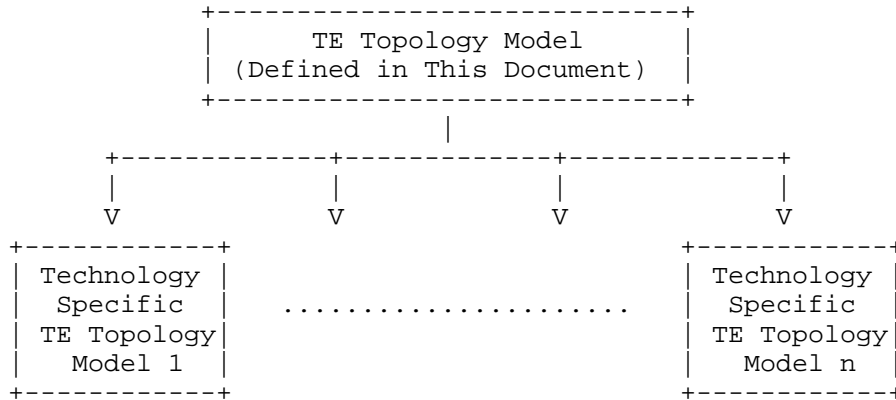 TE Topology Model
(Defined in This Document)
V V V V
Technology Technology
Specific ...................... Specific
TE Topology TE Topology
Model 1 Model n